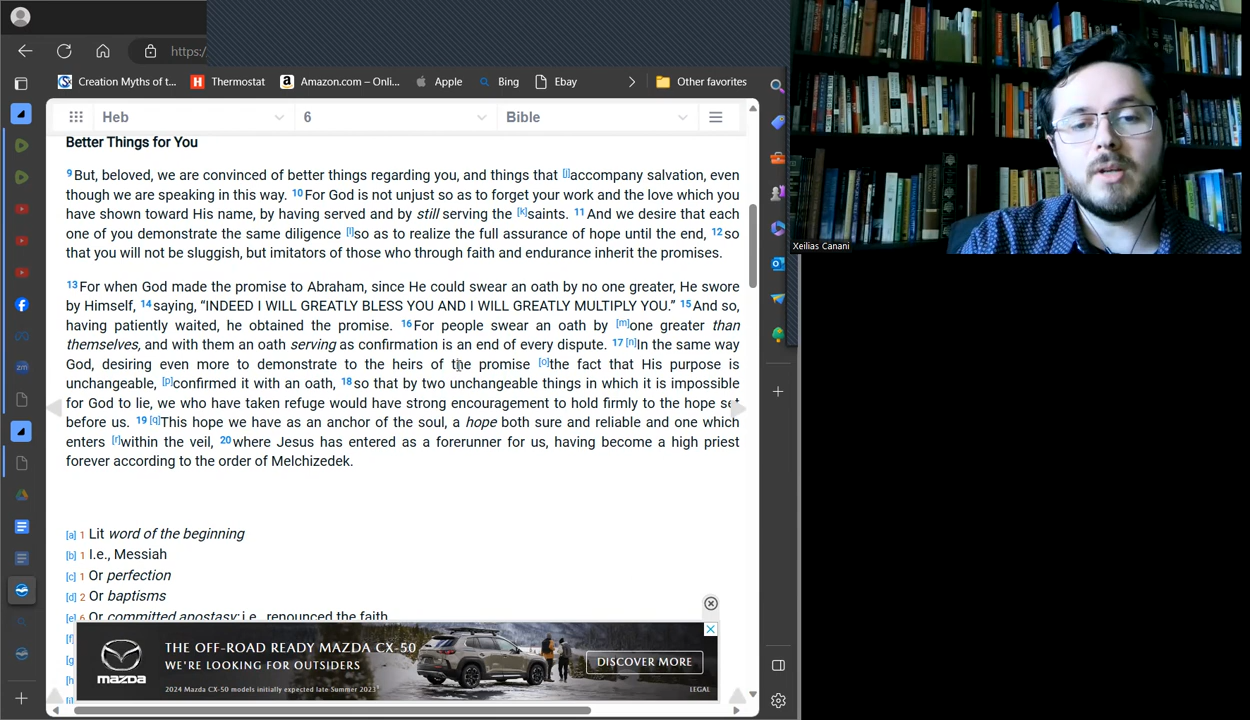 https:/
Creation Myths of t...
Thermostat
Amazon.com – Onli...
Apple
Bing
Ebay
Other favorites
Heb
6
Bible
Better Things for You
9 But, beloved, we are convinced of better things regarding you, and things that [j]accompany salvation, even
though we are speaking in this way. 10 For God is not unjust so as to forget your work and the love which you
have shown toward His name, by having served and by still serving the [k]saints. 11 And we desire that each
one of you demonstrate the same diligence [l]so as to realize the full assurance of hope until the end, 12 so
that you will not be sluggish, but imitators of those who through faith and endurance inherit the promises.
13 For when God made the promise to Abraham, since He could swear an oath by no one greater, He swore
by Himself, 14 saying, “INDEED I WILL GREATLY BLESS YOU AND I WILL GREATLY MULTIPLY YOU.” 15 And so,
having patiently waited, he obtained the promise. 16 For people swear an oath by [m]one greater than
themselves, and with them an oath serving as confirmation is an end of every dispute. 17 [n]In the same way
God, desiring even more to demonstrate to the heirs of the promise [o]the fact that His purpose is
unchangeable, [p]confirmed it with an oath, 18 so that by two unchangeable things in which it is impossible
for God to lie, we who have taken refuge would have strong encouragement to hold firmly to the hope set
before us. 19 [q]This hope we have as an anchor of the soul, a hope both sure and reliable and one which
enters [r]within the veil, 20 where Jesus has entered as a forerunner for us, having become a high priest
forever according to the order of Melchizedek.
[a] 1 Lit word of the beginning
[b] 1 I.e., Messiah
[c] 1 Or perfection
[d] 2 Or baptisms
[e] 6 Or committed apostasy; i.e., renounced the faith
[f]
[g]
[h]
[i]
THE OFF-ROAD READY MAZDA CX-50
WE'RE LOOKING FOR OUTSIDERS
mazda
DISCOVER MORE
2024 Mazda CX-50 models initially expected late Summer 2023
LEGAL
Xeilias Canani